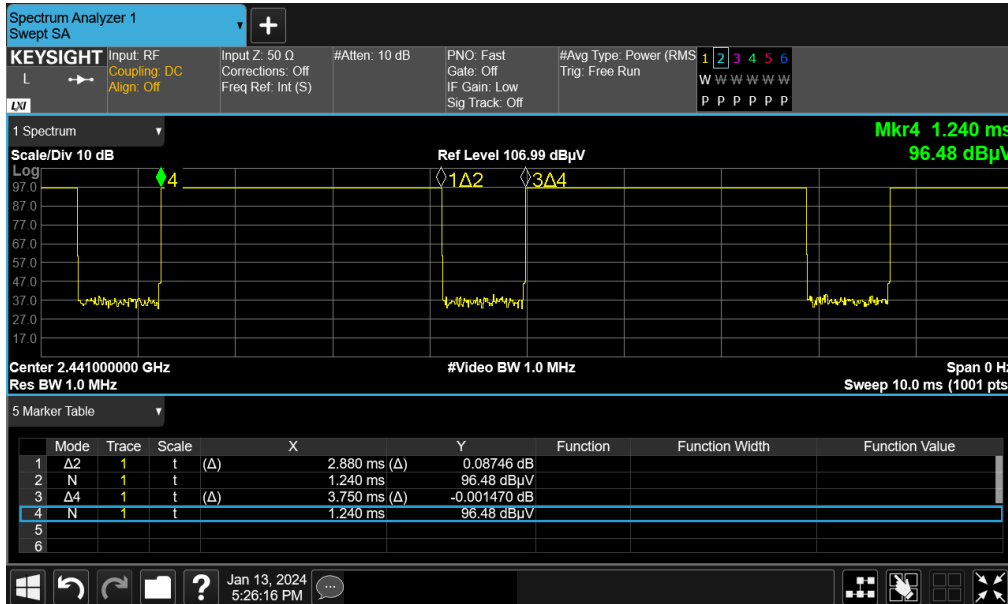 Spectrum Analyzer 1
Swept SA
+
KEYSIGHT Input: RF Input Z: 50 Ω #Atten: 10 dB PNO: Fast #Avg Type: Power (RMS 1 2 3 4 5 6
L Coupling: DC Corrections: Off Gate: Off Trig: Free Run W W W W W W
Align: Off Freq Ref: Int (S) IF Gain: Low P P P P P P
LXI Sig Track: Off
1 Spectrum Mkr4 1.240 ms
Scale/Div 10 dB Ref Level 106.99 dBµV 96.48 dBµV
Log
4 1Δ2 3Δ4
97.0
87.0
77.0
67.0
57.0
47.0
37.0
27.0
17.0
Center 2.441000000 GHz #Video BW 1.0 MHz Span 0 Hz
Res BW 1.0 MHz Sweep 10.0 ms (1001 pts
5 Marker Table
Mode Trace Scale X Y Function Function Width Function Value
1 Δ2 1 t (Δ) 2.880 ms (Δ) 0.08746 dB
2 N 1 t 1.240 ms 96.48 dBµV
3 Δ4 1 t (Δ) 3.750 ms (Δ) -0.001470 dB
4 N 1 t 1.240 ms 96.48 dBµV
5
6
? Jan 13, 2024
5:26:16 PM